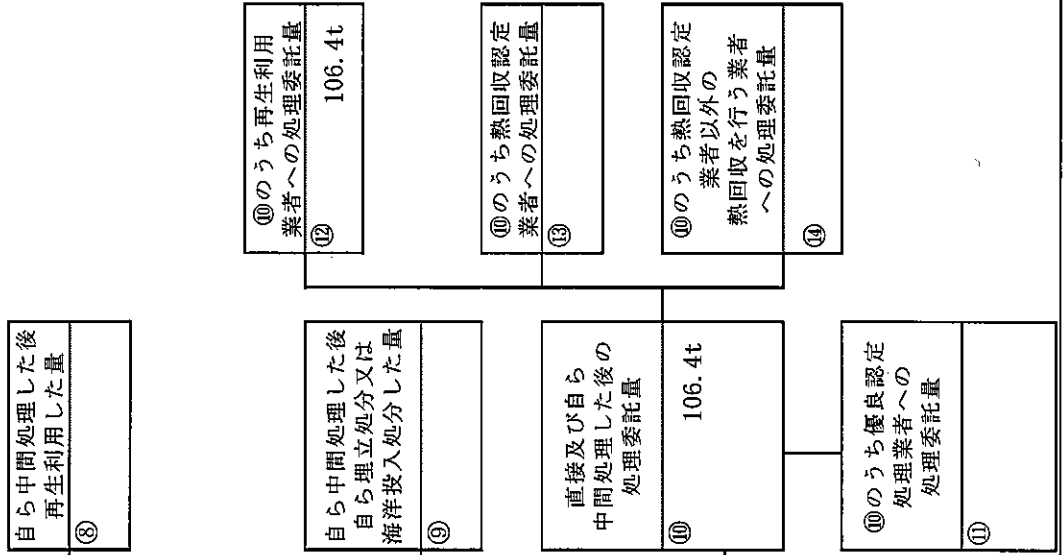 自ら中間処理した後
再生利用した量
⑧
自ら中間処理した後
自ら埋立処分又は
海洋投入処分した量
⑨
直接及び自ら
中間処理した後の
処理委託量
106.4t
⑩
⑩のうち優良認定
処理業者への
処理委託量
⑪
⑩のうち再生利用
業者への処理委託量
106.4t
⑫
⑩のうち熱回収認定
業者への処理委託量
⑬
⑩のうち熱回収認定
業者以外の
熱回収を行う業者
への処理委託量
⑭